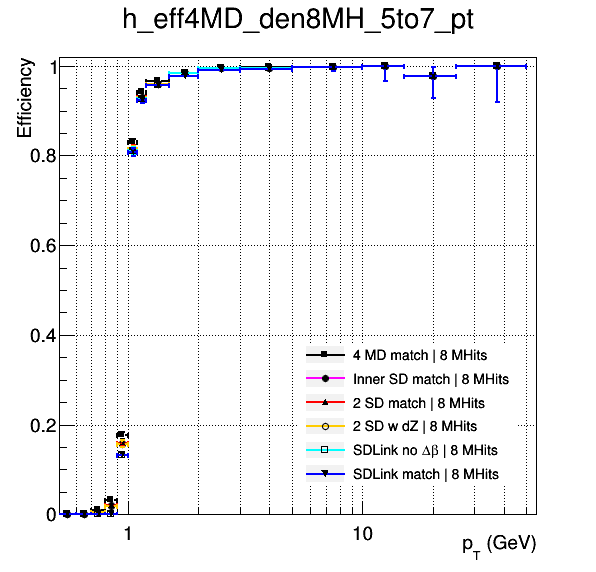 h_eff4MD_den8MH_5to7_pt
Efficiency
1
0.8
0.6
0.4
0.2
0
4 MD match | 8 MHits
Inner SD match | 8 MHits
2 SD match | 8 MHits
2 SD w dZ | 8 MHits
SDLink no Δβ | 8 MHits
SDLink match | 8 MHits
1
10
p_T (GeV)